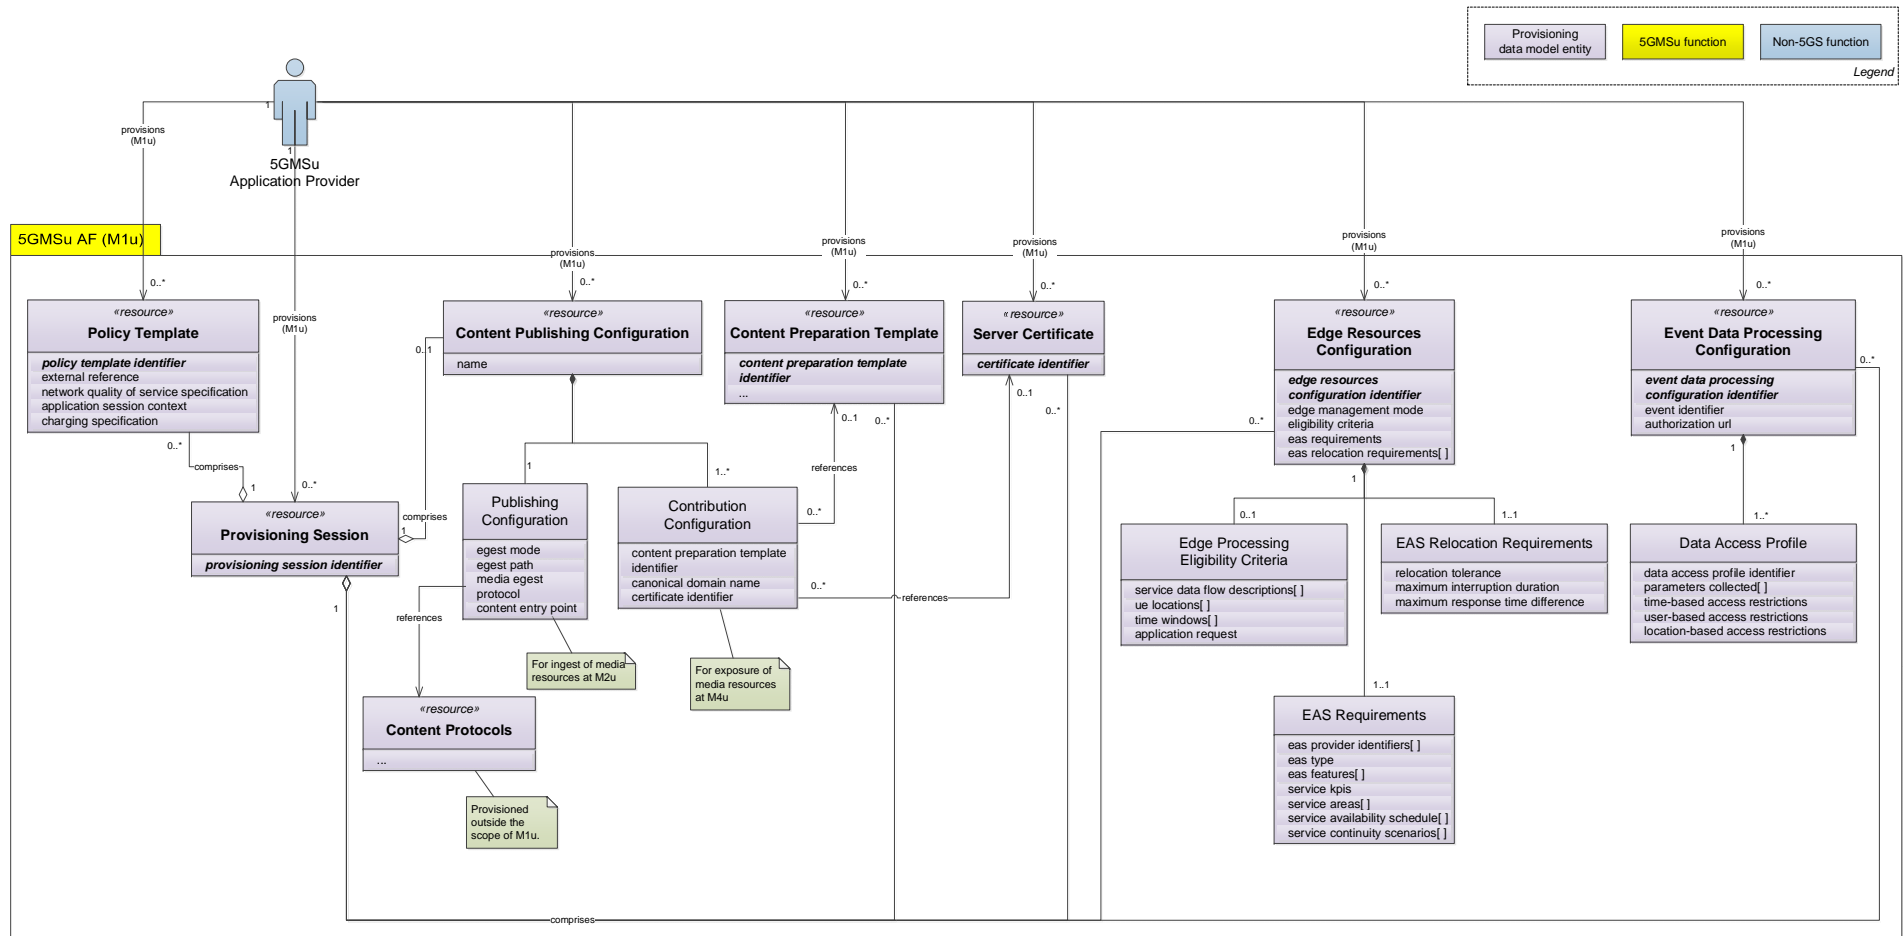 Provisioning
data model entity
5GMSu function
Non-5GS function
Legend
1
1
5GMSu
Application Provider
provisions
(M1u)
provisions
(M1u)
provisions
(M1u)
provisions
(M1u)
provisions
(M1u)
provisions
(M1u)
provisions
(M1u)
5GMSu AF (M1u)
0..*
0..*
0..*
0..*
0..*
0..*
0..*
«resource»
Policy Template
policy template identifier
external reference
network quality of service specification
application session context
charging specification
0..*
comprises
1
«resource»
Provisioning Session
provisioning session identifier
1
1
comprises
0..1
«resource»
Content Publishing Configuration
name
1
1..*
Publishing
Configuration
egest mode
egest path
media egest
protocol
content entry point
For ingest of media
resources at M2u
references
«resource»
Content Protocols
...
Provisioned
outside the
scope of M1u.
Contribution
Configuration
content preparation template
identifier
canonical domain name
certificate identifier
For exposure of
media resources
at M4u
0..*
references
0..1
0..*
references
0..1
«resource»
Content Preparation Template
content preparation template
identifier
...
0..*
«resource»
Server Certificate
certificate identifier
0..*
«resource»
Edge Resources
Configuration
edge resources
configuration identifier
edge management mode
eligibility criteria
eas requirements
eas relocation requirements[ ]
0..*
1
0..1
1..1
1..1
Edge Processing
Eligibility Criteria
service data flow descriptions[ ]
ue locations[ ]
time windows[ ]
application request
EAS Relocation Requirements
relocation tolerance
maximum interruption duration
maximum response time difference
EAS Requirements
eas provider identifiers[ ]
eas type
eas features[ ]
service kpis
service areas[ ]
service availability schedule[ ]
service continuity scenarios[ ]
«resource»
Event Data Processing
Configuration
event data processing
configuration identifier
event identifier
authorization url
0..*
1
1..*
Data Access Profile
data access profile identifier
parameters collected[ ]
time-based access restrictions
user-based access restrictions
location-based access restrictions
comprises